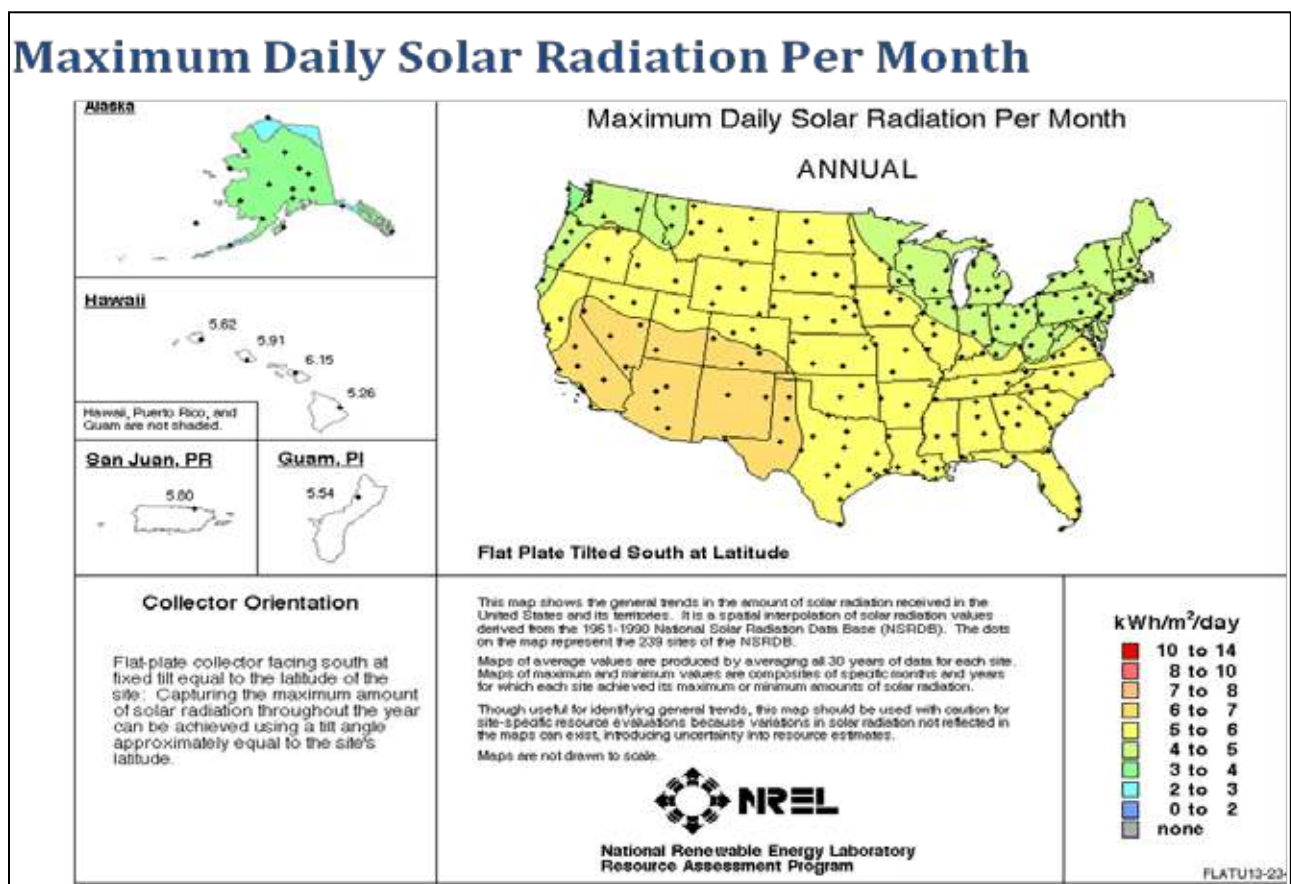 Maximum Daily Solar Radiation Per Month
Alaska
Hawaii
5.62
5.91
6.15
5.26
Hawaii, Puerto Rico, and
Guam are not shaded.
San Juan, PR
5.80
Guam, PI
5.54
Maximum Daily Solar Radiation Per Month
ANNUAL
Flat Plate Tilted South at Latitude
Collector Orientation
Flat-plate collector facing south at
fixed tilt equal to the latitude of the
site: Capturing the maximum amount
of solar radiation throughout the year
can be achieved using a tilt angle
approximately equal to the site's
latitude.
This map shows the general trends in the amount of solar radiation received in the
United States and its territories. It is a spatial interpolation of solar radiation values
derived from the 1961-1990 National Solar Radiation Data Base (NSRDB). The dots
on the map represent the 239 sites of the NSRDB.
Maps of average values are produced by averaging all 30 years of data for each site.
Maps of maximum and minimum values are composites of specific months and years
for which each site achieved its maximum or minimum amounts of solar radiation.
Though useful for identifying general trends, this map should be used with caution for
site-specific resource evaluations because variations in solar radiation not reflected in
the maps can exist, introducing uncertainty into resource estimates.
Maps are not drawn to scale.
NREL
National Renewable Energy Laboratory
Resource Assessment Program
kWh/m²/day
10 to 14
8 to 10
7 to 8
6 to 7
5 to 6
4 to 5
3 to 4
2 to 3
0 to 2
none
FLATU13-23-